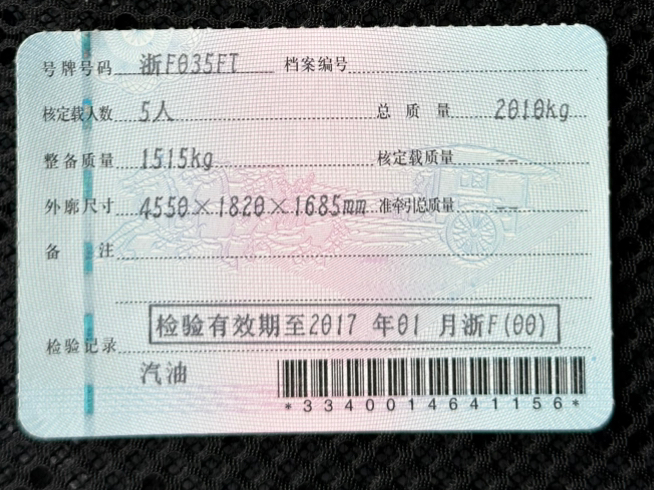 号牌号码 浙F035FT 档案编号
核定载人数 5人 总质量 2010kg
整备质量 1515kg 核定载质量 --
外廓尺寸 4550×1820×1685mm 准牵引总质量 --
备注
检验有效期至2017 年01 月浙F(00)
检验记录
汽油
*3340014641156*